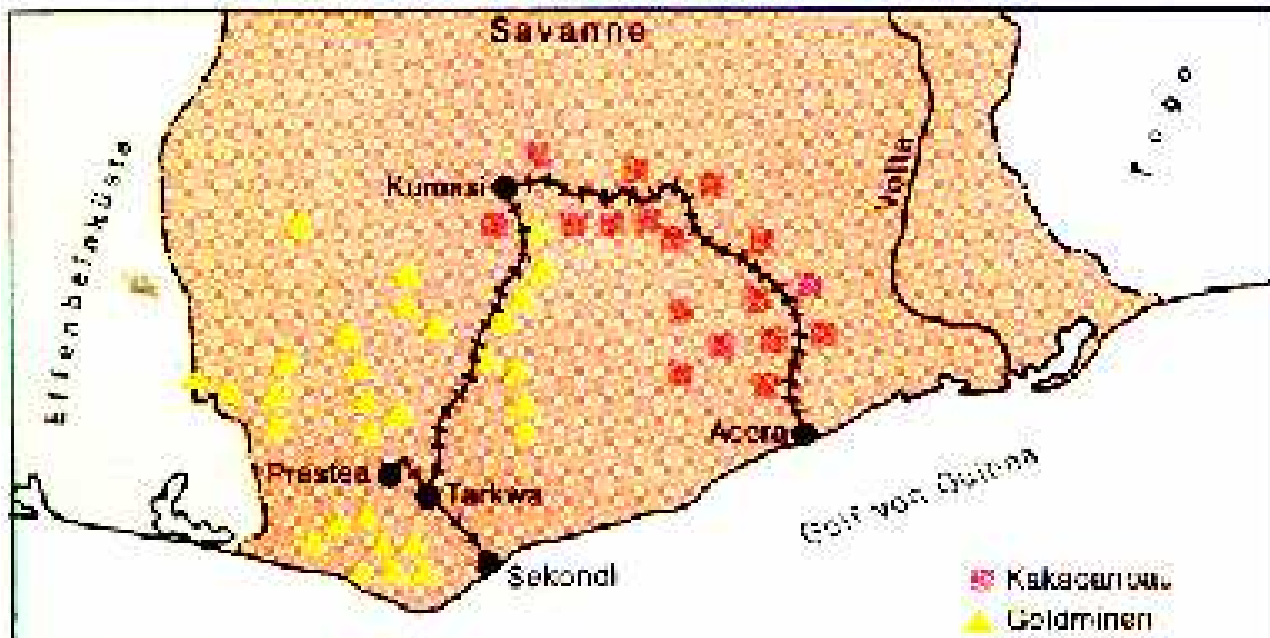 Savanne
Togo
Volta
Elfenbeinküste
Kumasi
Accra
Prestea
Tarkwa
Golf von Guinea
Sekondi
Kakaoanbau
Goldminen